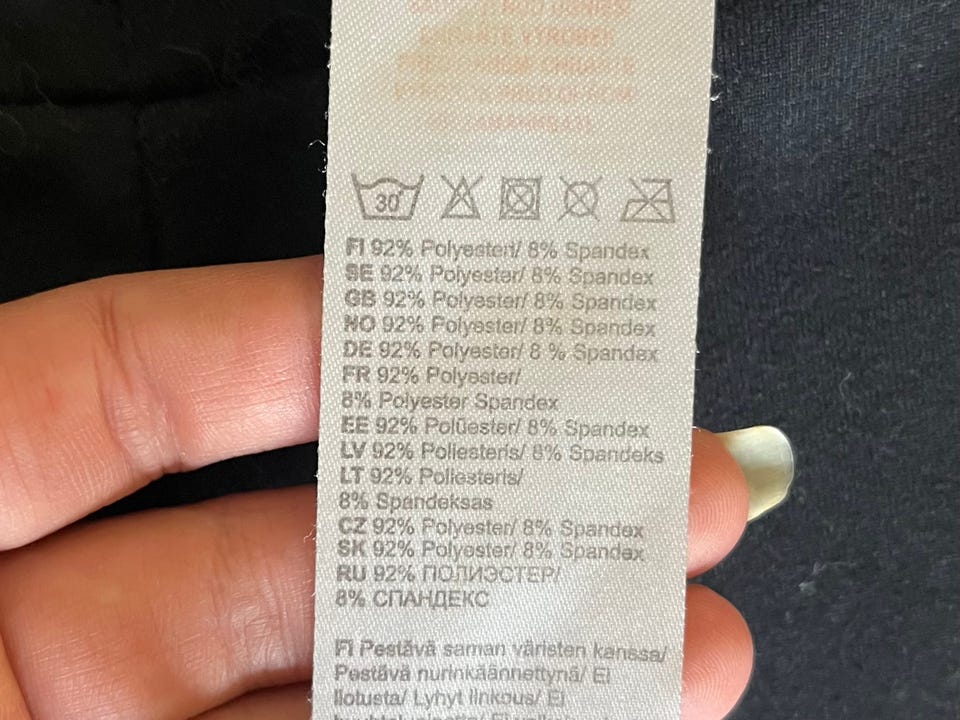 30
FI 92% Polyesteri/ 8% Spandex
SE 92% Polyester/ 8% Spandex
GB 92% Polyester/ 8% Spandex
NO 92% Polyester/ 8% Spandex
DE 92% Polyester/ 8 % Spandex
FR 92% Polyester/
8% Polyester Spandex
EE 92% Polüester/ 8% Spandex
LV 92% Poliesteris/ 8% Spandeks
LT 92% Poliesteris/
8% Spandeksas
CZ 92% Polyester/ 8% Spandex
SK 92% Polyester/ 8% Spandex
RU 92% ПОЛИЭСТЕР/
8% СПАНДЕКС
FI Pestävä saman väristen kanssa/
Pestävä nurinkäännettynä/ Ei
liotusta/ Lyhyt linkous/ Ei